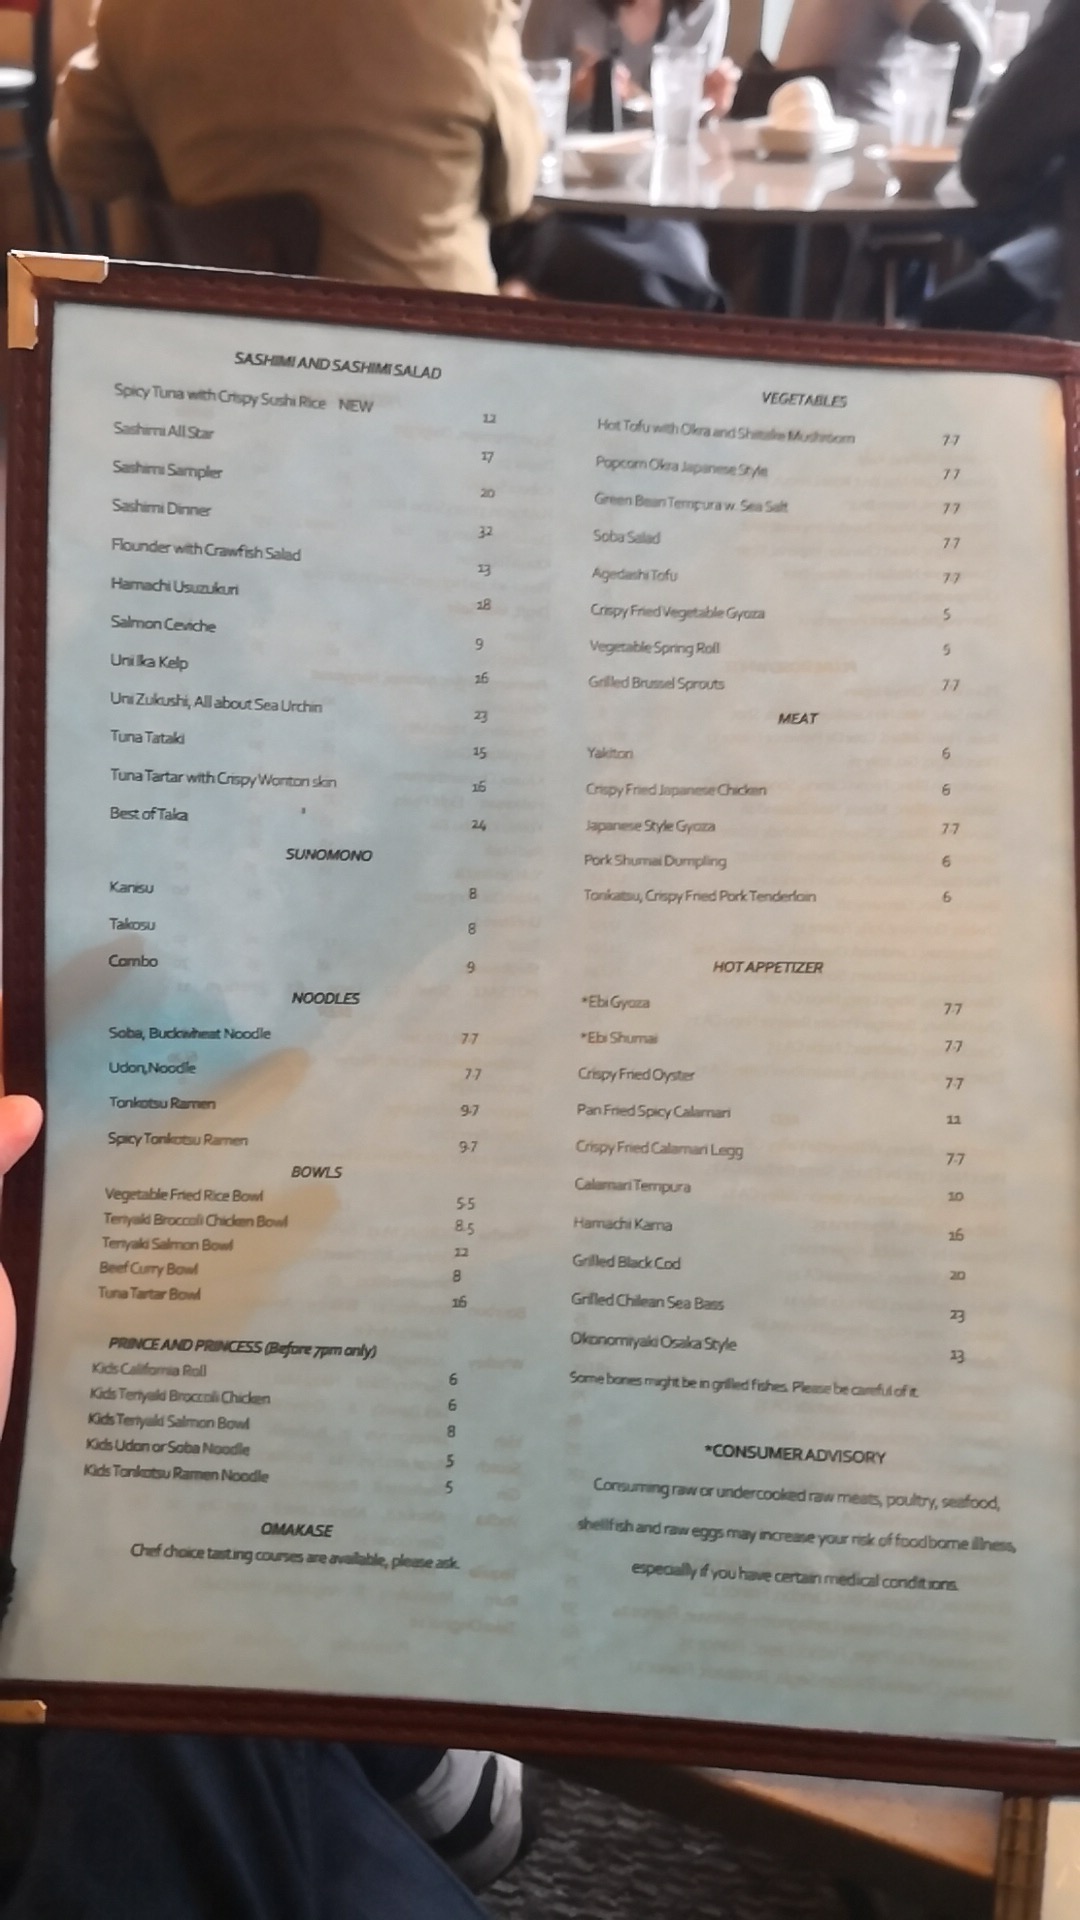 SASHIMI AND SASHIMI SALAD
Spicy Tuna with Crispy Sushi Rice NEW 12
Sashimi All Star 17
Sashimi Sampler 20
Sashimi Dinner 32
Flounder with Crawfish Salad 13
Hamachi Usuzukuri 18
Salmon Ceviche 9
Uni Ika Kelp 16
Uni Zukushi, All about Sea Urchin 23
Tuna Tataki 15
Tuna Tartar with Crispy Wonton skin 16
Best of Taka 24
SUNOMONO
Kanisu 8
Takosu 8
Combo 9
NOODLES
Soba, Buckwheat Noodle 7.7
Udon,Noodle 7.7
Tonkotsu Ramen 9.7
Spicy Tonkotsu Ramen 9.7
BOWLS
Vegetable Fried Rice Bowl 5.5
Teriyaki Broccoli Chicken Bowl 8.5
Teriyaki Salmon Bowl 12
Beef Curry Bowl 8
Tuna Tartar Bowl 16
PRINCE AND PRINCESS (Before 7pm only)
Kids California Roll 6
Kids Teriyaki Broccoli Chicken 6
Kids Teriyaki Salmon Bowl 8
Kids Udon or Soba Noodle 5
Kids Tonkotsu Ramen Noodle 5
OMAKASE
Chef choice tasting courses are available, please ask.
VEGETABLES
Hot Tofu with Okra and Shitake Mushroom 7.7
Popcorn Okra Japanese Style 7.7
Green Bean Tempura w. Sea Salt 7.7
Soba Salad 7.7
Agedashi Tofu 7.7
Crispy Fried Vegetable Gyoza 5
Vegetable Spring Roll 5
Grilled Brussel Sprouts 7.7
MEAT
Yakitori 6
Crispy Fried Japanese Chicken 6
Japanese Style Gyoza 7.7
Pork Shumai Dumpling 6
Tonkatsu, Crispy Fried Pork Tenderloin 6
HOT APPETIZER
*Ebi Gyoza 7.7
*Ebi Shumai 7.7
Crispy Fried Oyster 7.7
Pan Fried Spicy Calamari 11
Crispy Fried Calamari Legg 7.7
Calamari Tempura 10
Hamachi Kama 16
Grilled Black Cod 20
Grilled Chilean Sea Bass 23
Okonomiyaki Osaka Style 13
Some bones might be in grilled fishes. Please be careful of it.
*CONSUMER ADVISORY
Consuming raw or undercooked raw meats, poultry, seafood,
shellfish and raw eggs may increase your risk of foodborne illness,
especially if you have certain medical conditions.